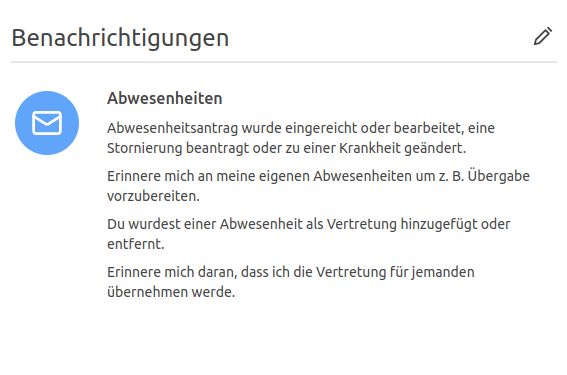 Benachrichtigungen
Abwesenheiten
Abwesenheitsantrag wurde eingereicht oder bearbeitet, eine
Stornierung beantragt oder zu einer Krankheit geändert.
Erinnere mich an meine eigenen Abwesenheiten um z. B. Übergabe
vorzubereiten.
Du wurdest einer Abwesenheit als Vertretung hinzugefügt oder
entfernt.
Erinnere mich daran, dass ich die Vertretung für jemanden
übernehmen werde.